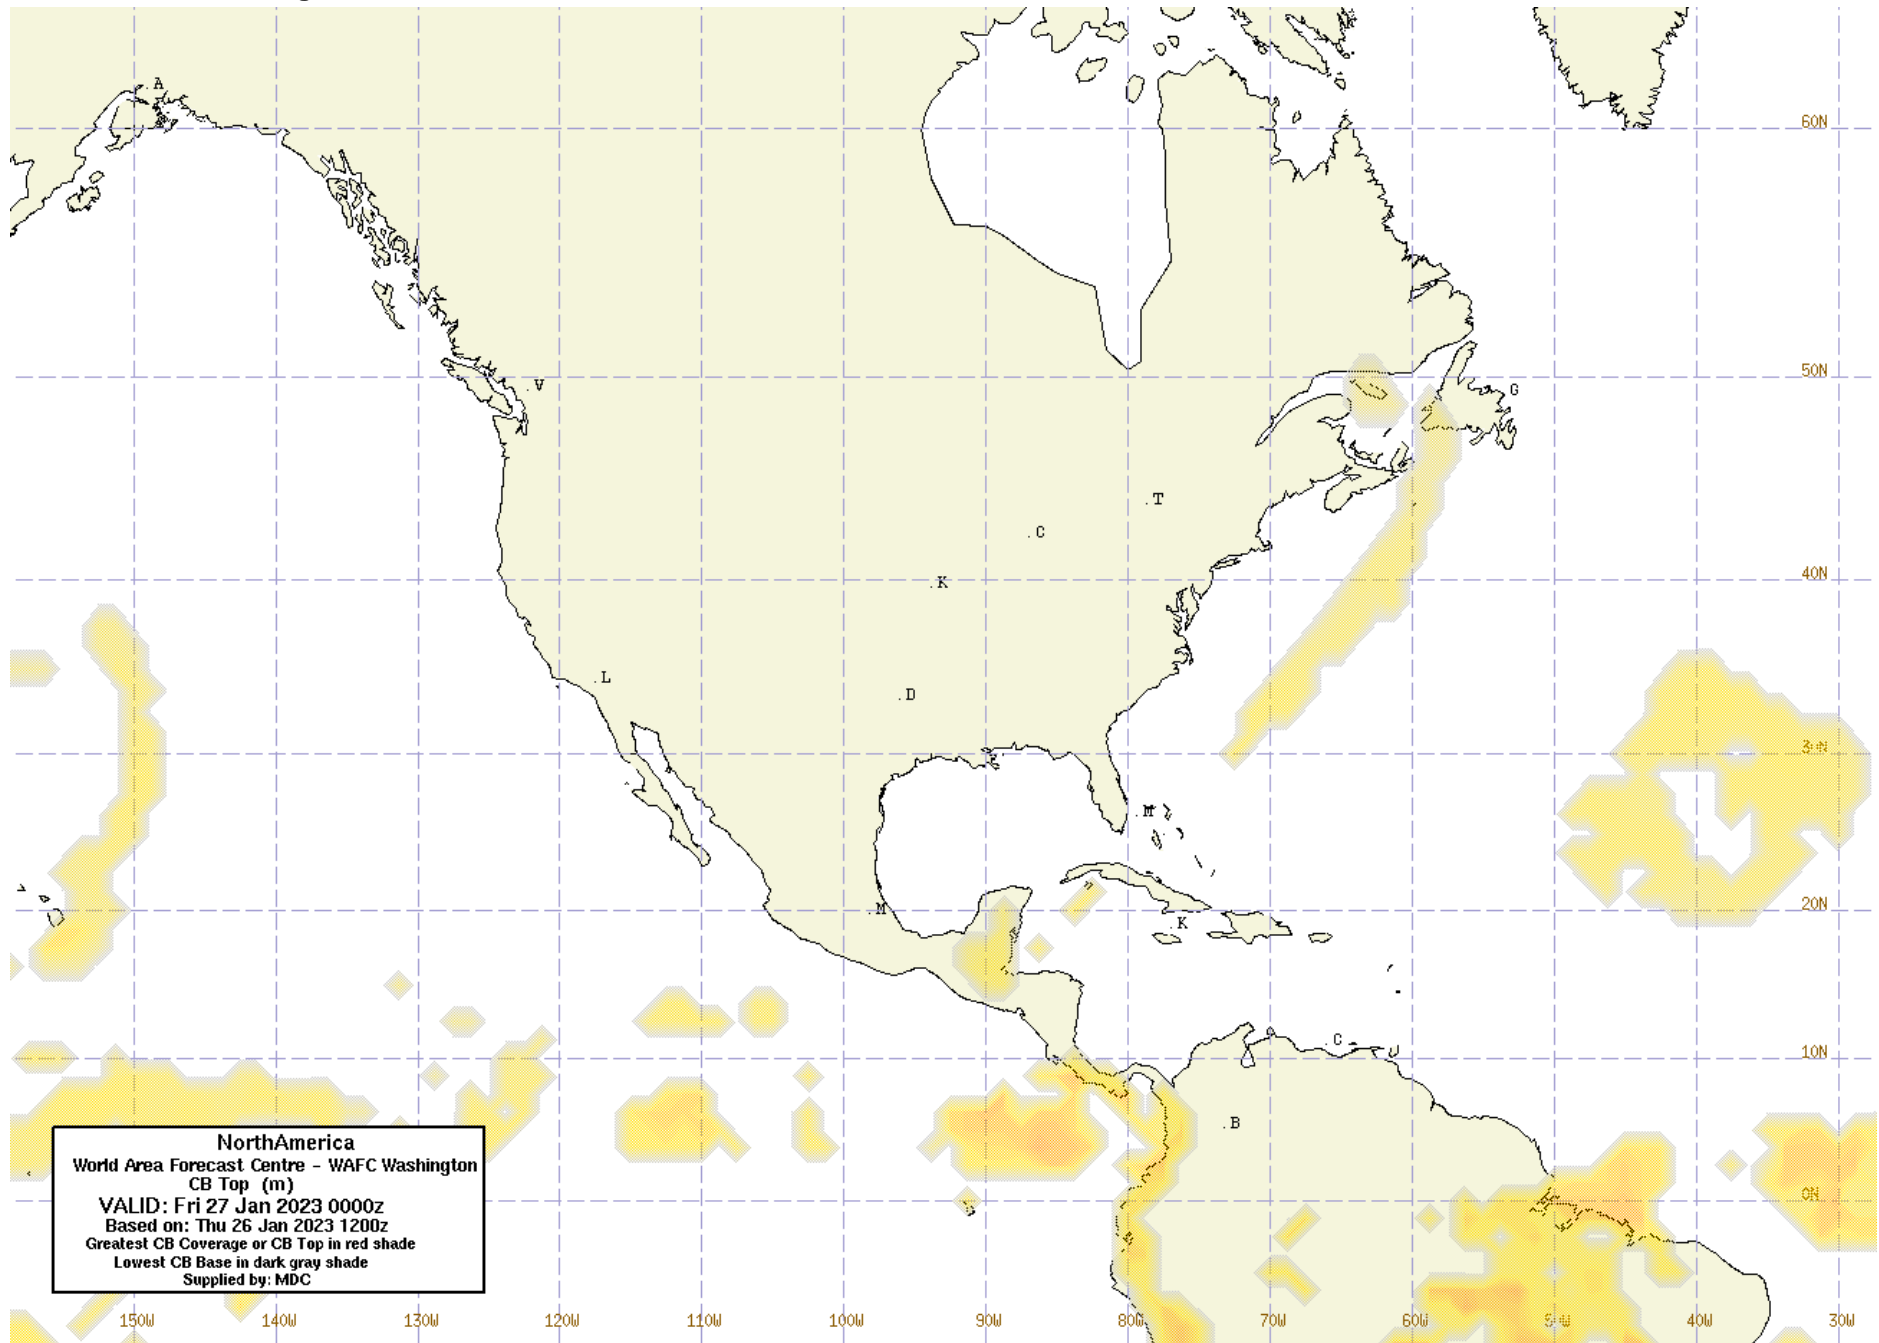 A
60N
50N
V
G
T
C
40N
K
L
D
30N
M
20N
M
K
10N
C
B
0N
NorthAmerica
World Area Forecast Centre - WAFC Washington
CB Top (m)
VALID: Fri 27 Jan 2023 0000z
Based on: Thu 26 Jan 2023 1200z
Greatest CB Coverage or CB Top in red shade
Lowest CB Base in dark gray shade
Supplied by: MDC
150W 140W 130W 120W 110W 100W 90W 80W 70W 60W 50W 40W 30W